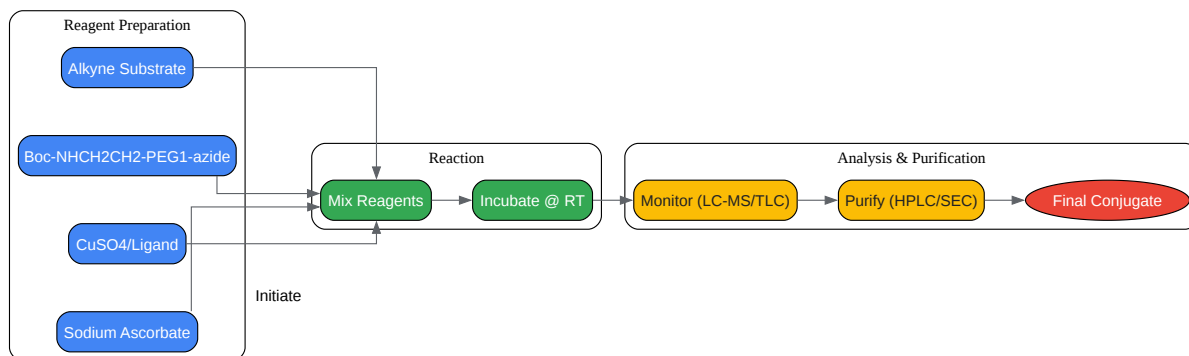 Reagent Preparation
Alkyne Substrate
Boc-NHCH2CH2-PEG1-azide
CuSO4/Ligand
Sodium Ascorbate
Initiate
Reaction
Mix Reagents
Incubate @ RT
Analysis & Purification
Monitor (LC-MS/TLC)
Purify (HPLC/SEC)
Final Conjugate